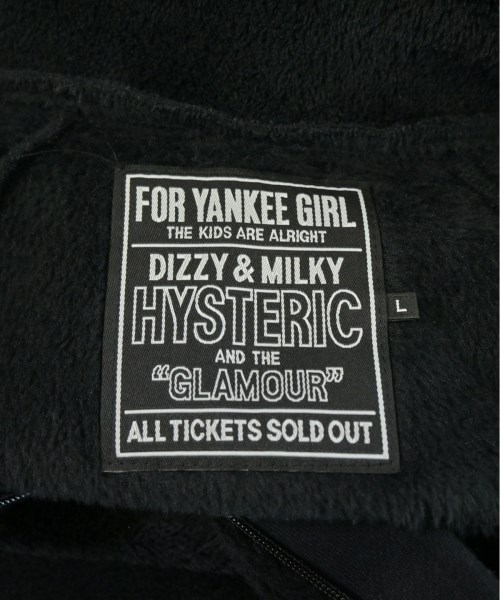 FOR YANKEE GIRL
THE KIDS ARE ALRIGHT
DIZZY & MILKY
HYSTERIC
AND THE
"GLAMOUR"
ALL TICKETS SOLD OUT
L